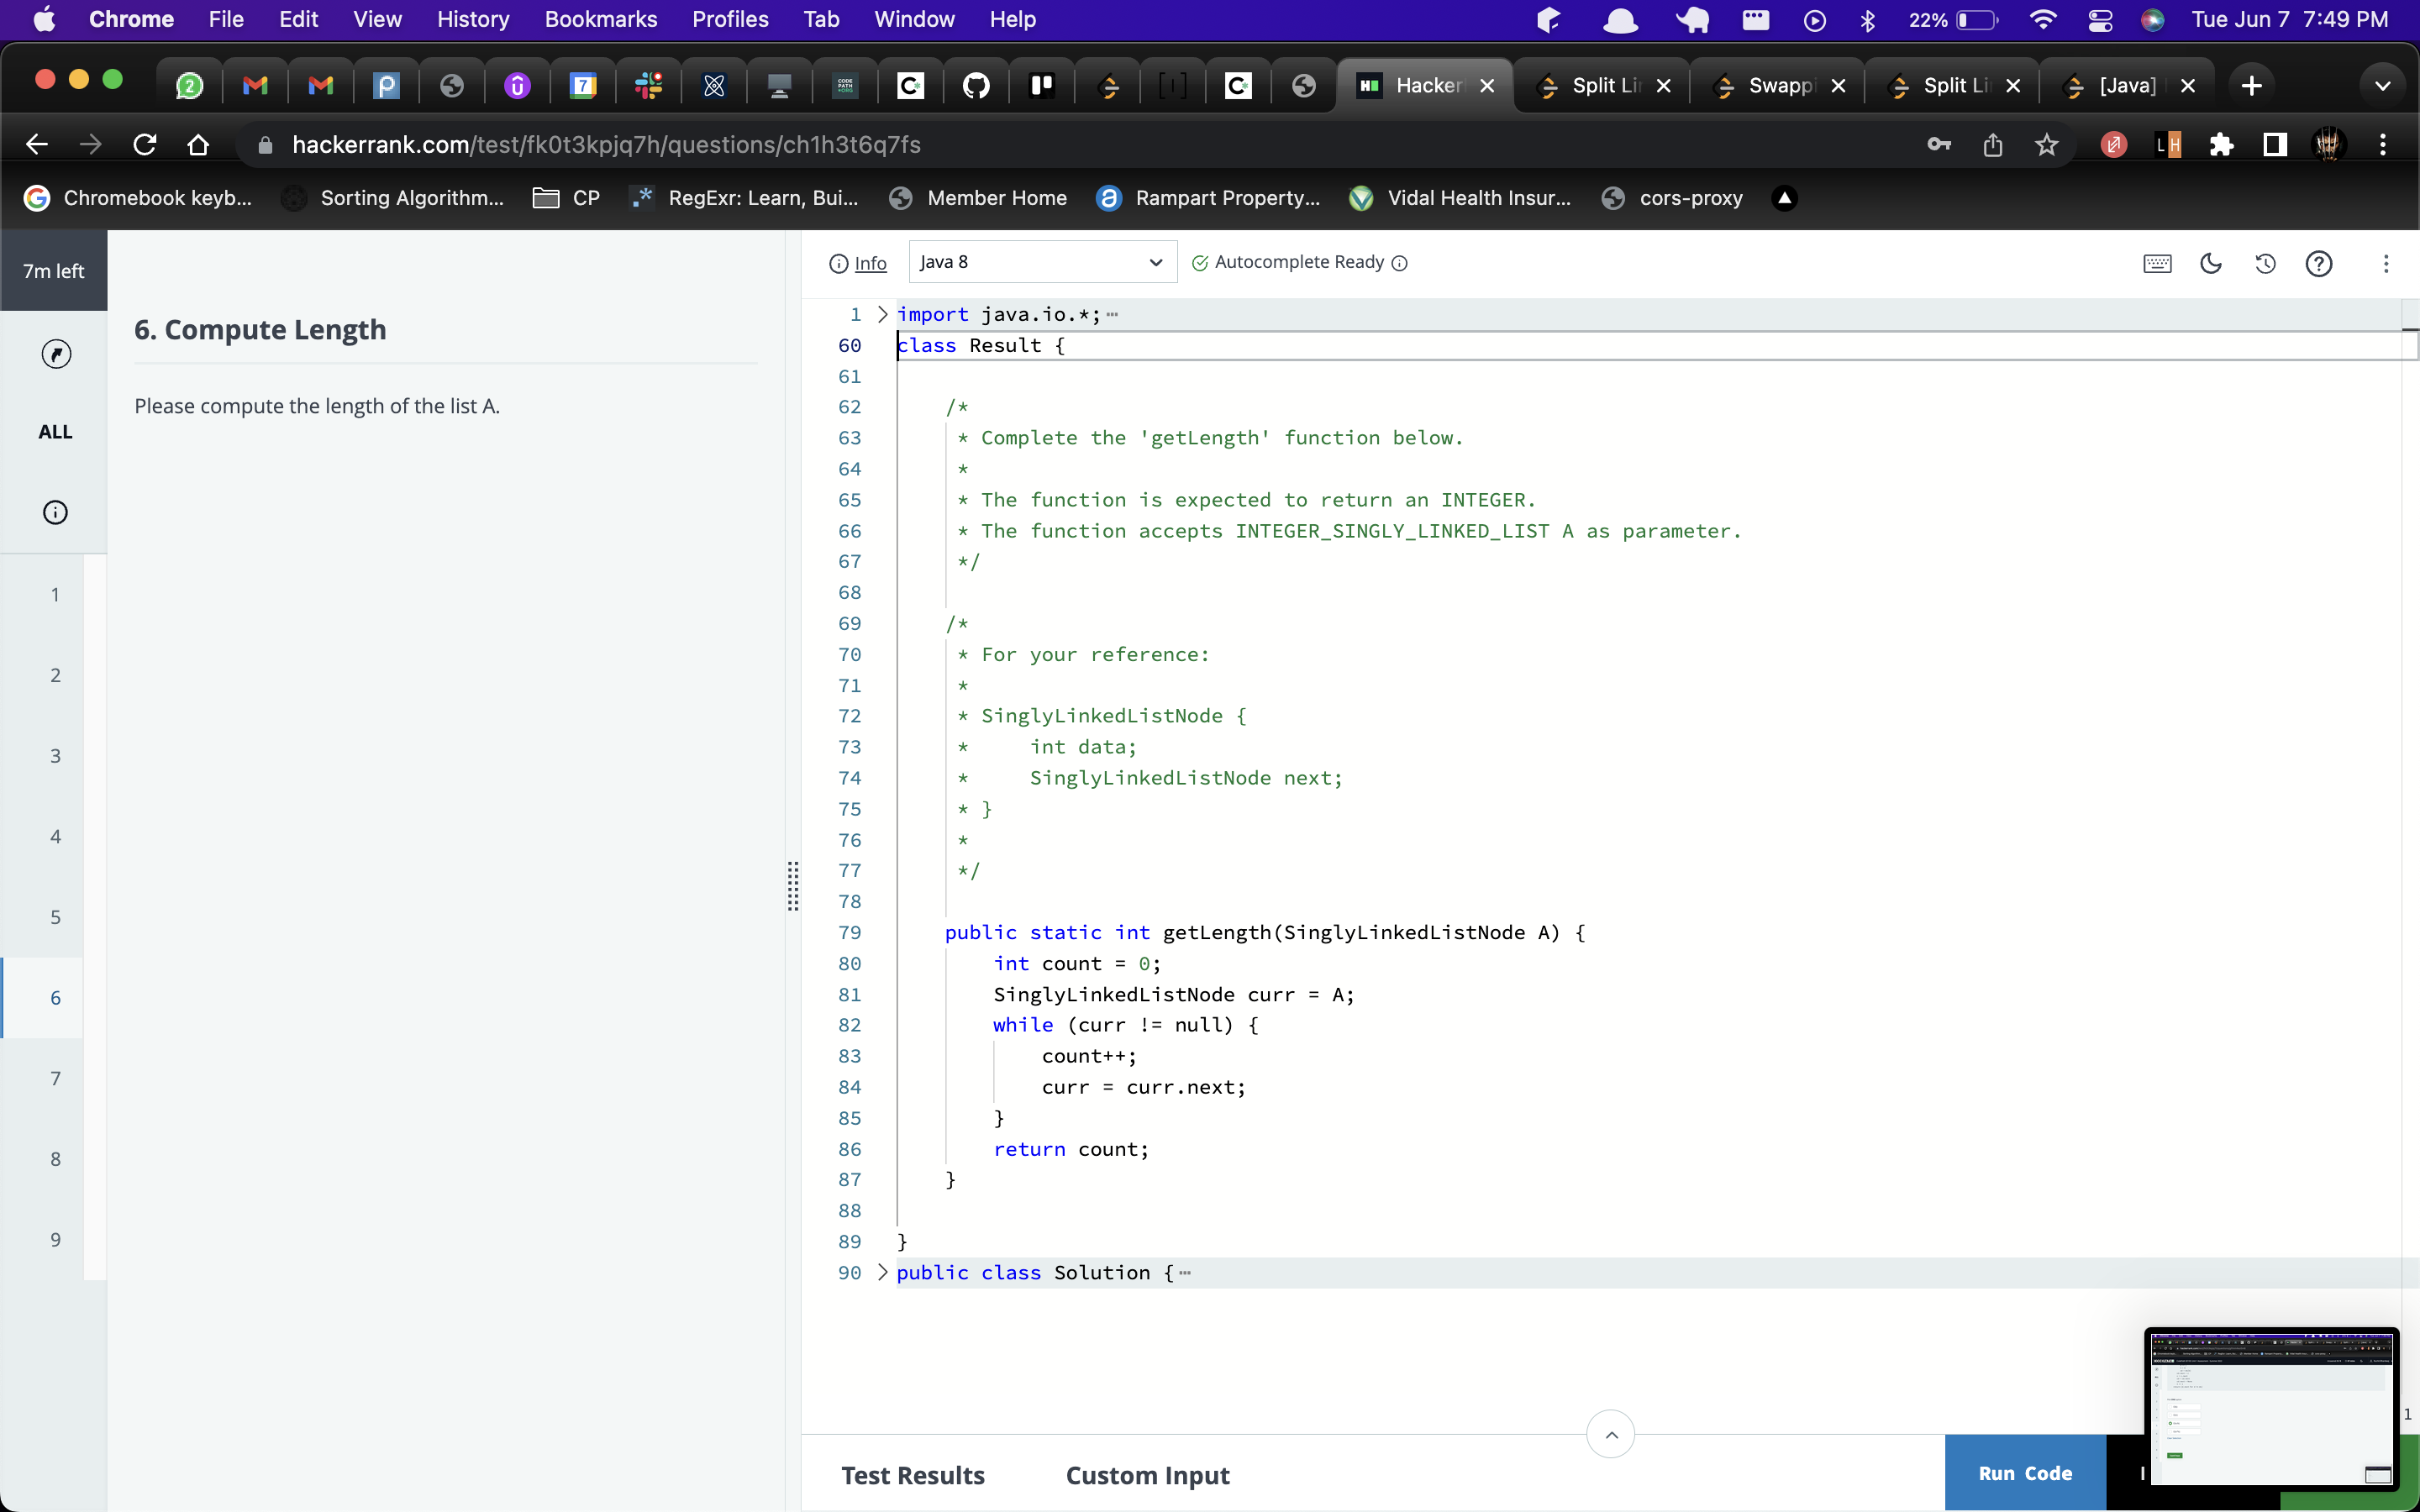 Chrome File Edit View History Bookmarks Profiles Tab Window Help 22% Tue Jun 7 7:49 PM
2 7 Hacker Split Li Swappi Split Li [Java]
hackerrank.com/test/fk0t3kpjq7h/questions/ch1h3t6q7fs
Chromebook keyb... Sorting Algorithm... CP RegExr: Learn, Bui... Member Home Rampart Property... Vidal Health Insur... cors-proxy
7m left
ALL
1
2
3
4
5
6
7
8
9
6. Compute Length
Please compute the length of the list A.
Info Java 8 Autocomplete Ready
1 import java.io.*;
60 class Result {
61
62 /*
63 * Complete the 'getLength' function below.
64 *
65 * The function is expected to return an INTEGER.
66 * The function accepts INTEGER_SINGLY_LINKED_LIST A as parameter.
67 */
68
69 /*
70 * For your reference:
71 *
72 * SinglyLinkedListNode {
73 *     int data;
74 *     SinglyLinkedListNode next;
75 * }
76 *
77 */
78
79 public static int getLength(SinglyLinkedListNode A) {
80 int count = 0;
81 SinglyLinkedListNode curr = A;
82 while (curr != null) {
83 count++;
84 curr = curr.next;
85 }
86 return count;
87 }
88
89 }
90 public class Solution {
Test Results Custom Input Run Code